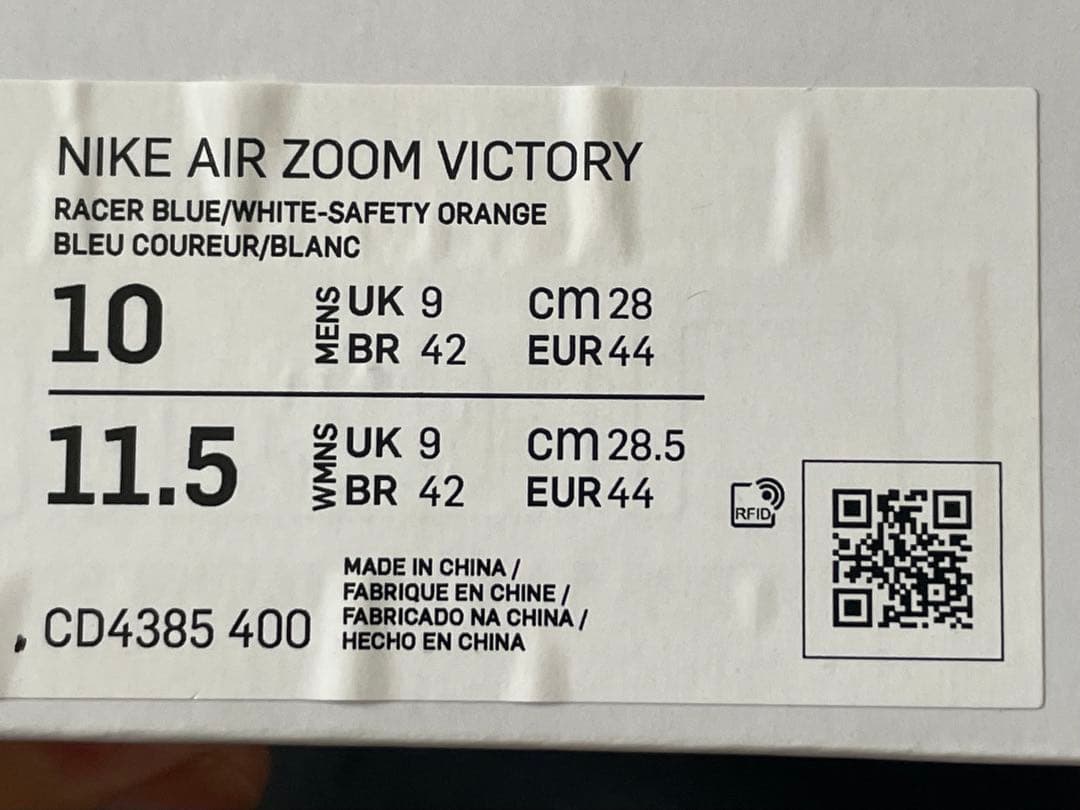 NIKE AIR ZOOM VICTORY
RACER BLUE/WHITE-SAFETY ORANGE
BLEU COUREUR/BLANC
10 MENS UK 9 cm 28
BR 42 EUR 44
11.5 WMNS UK 9 cm 28.5
BR 42 EUR 44
RFID
MADE IN CHINA /
FABRIQUE EN CHINE /
FABRICADO NA CHINA /
HECHO EN CHINA
CD4385 400